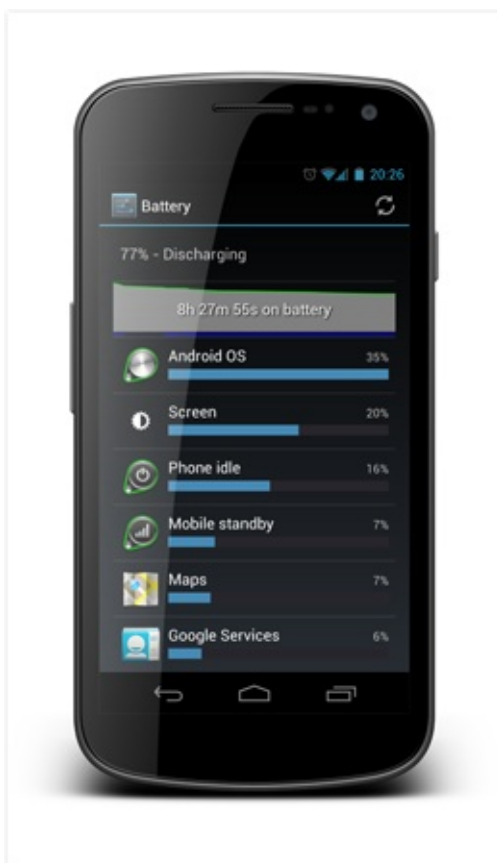 20:26
Battery
77% - Discharging
8h 27m 55s on battery
Android OS 35%
Screen 20%
Phone idle 16%
Mobile standby 7%
Maps 7%
Google Services 6%